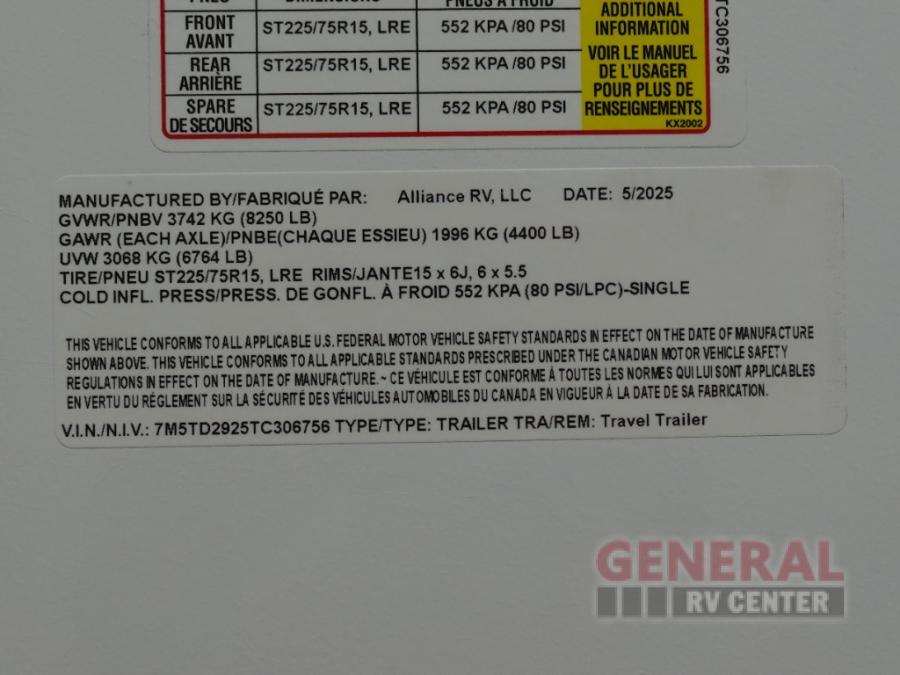 DIMENSIONS
PNEUS À FROID
FRONT
AVANT
ST225/75R15, LRE
552 KPA /80 PSI
REAR
ARRIÈRE
ST225/75R15, LRE
552 KPA /80 PSI
SPARE
DE SECOURS
ST225/75R15, LRE
552 KPA /80 PSI
ADDITIONAL
INFORMATION
VOIR LE MANUEL
DE L'USAGER
POUR PLUS DE
RENSEIGNEMENTS
KX2002
TC306756
MANUFACTURED BY/FABRIQUÉ PAR: Alliance RV, LLC DATE: 5/2025
GVWR/PNBV 3742 KG (8250 LB)
GAWR (EACH AXLE)/PNBE(CHAQUE ESSIEU) 1996 KG (4400 LB)
UVW 3068 KG (6764 LB)
TIRE/PNEU ST225/75R15, LRE RIMS/JANTE15 x 6J, 6 x 5.5
COLD INFL. PRESS/PRESS. DE GONFL. À FROID 552 KPA (80 PSI/LPC)-SINGLE
THIS VEHICLE CONFORMS TO ALL APPLICABLE U.S. FEDERAL MOTOR VEHICLE SAFETY STANDARDS IN EFFECT ON THE DATE OF MANUFACTURE
SHOWN ABOVE. THIS VEHICLE CONFORMS TO ALL APPLICABLE STANDARDS PRESCRIBED UNDER THE CANADIAN MOTOR VEHICLE SAFETY
REGULATIONS IN EFFECT ON THE DATE OF MANUFACTURE. ~ CE VÉHICULE EST CONFORME À TOUTES LES NORMES QUI LUI SONT APPLICABLES
EN VERTU DU RÉGLEMENT SUR LA SÉCURITÉ DES VÉHICULES AUTOMOBILES DU CANADA EN VIGUEUR À LA DATE DE SA FABRICATION.
V.I.N./N.I.V.: 7M5TD2925TC306756 TYPE/TYPE: TRAILER TRA/REM: Travel Trailer
GENERAL
RV CENTER